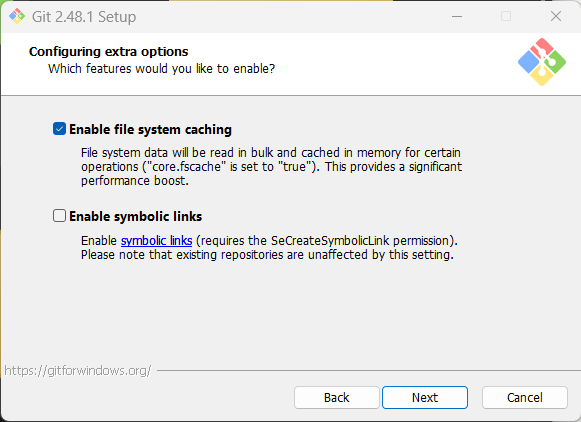 Git 2.48.1 Setup
Configuring extra options
Which features would you like to enable?
Enable file system caching
File system data will be read in bulk and cached in memory for certain
operations ("core.fscache" is set to "true"). This provides a significant
performance boost.
Enable symbolic links
Enable symbolic links (requires the SeCreateSymbolicLink permission).
Please note that existing repositories are unaffected by this setting.
https://gitforwindows.org/
Back Next Cancel